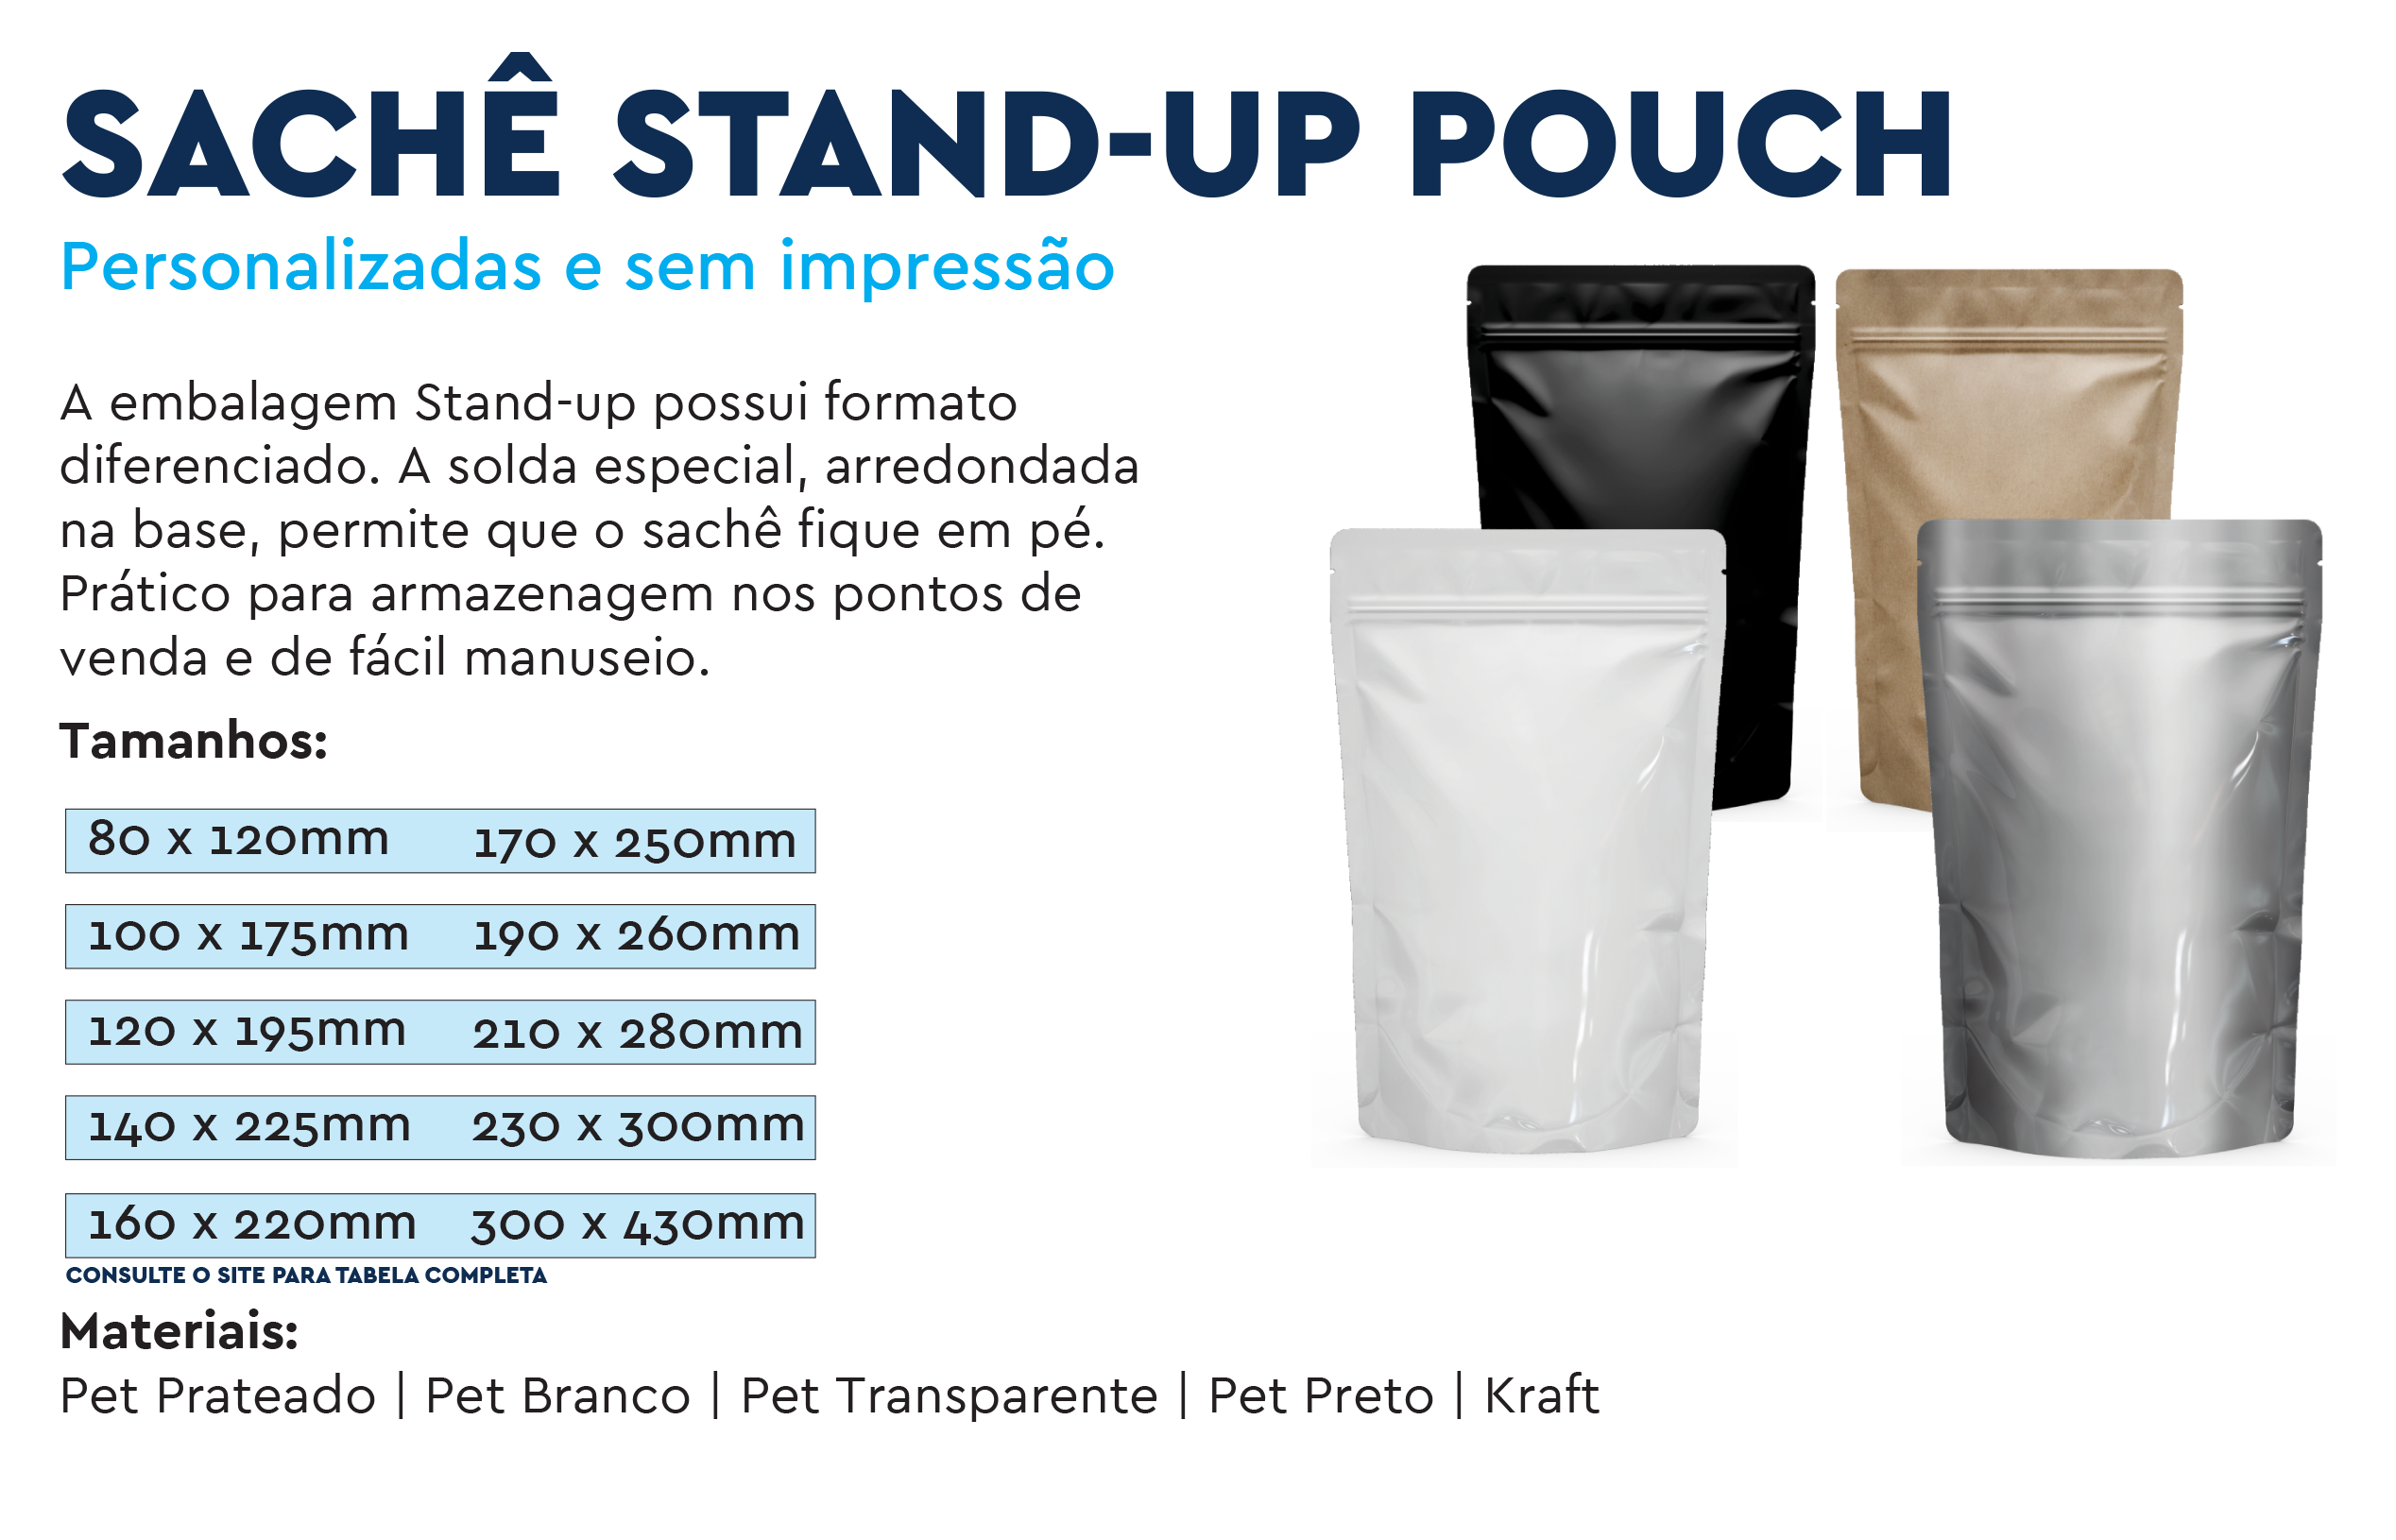 SACHÊ STAND-UP POUCH
Personalizadas e sem impressão
A embalagem Stand-up possui formato
diferenciado. A solda especial, arredondada
na base, permite que o sachê fique em pé.
Prático para armazenagem nos pontos de
venda e de fácil manuseio.
Tamanhos:
80 x 120mm 170 x 250mm
100 x 175mm 190 x 260mm
120 x 195mm 210 x 280mm
140 x 225mm 230 x 300mm
160 x 220mm 300 x 430mm
CONSULTE O SITE PARA TABELA COMPLETA
Materiais:
Pet Prateado | Pet Branco | Pet Transparente | Pet Preto | Kraft